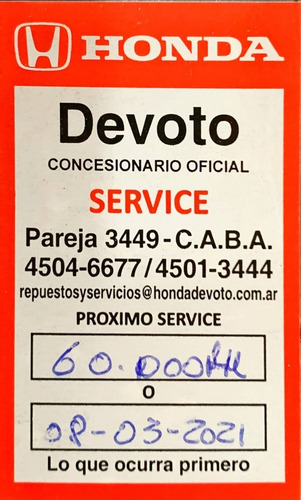 HONDA
Devoto
CONCESIONARIO OFICIAL
SERVICE
Pareja 3449 - C.A.B.A.
4504-6677 / 4501-3444
repuestosyservicios@hondadevoto.com.ar
PROXIMO SERVICE
60.000
O
08-03-2021
Lo que ocurra primero